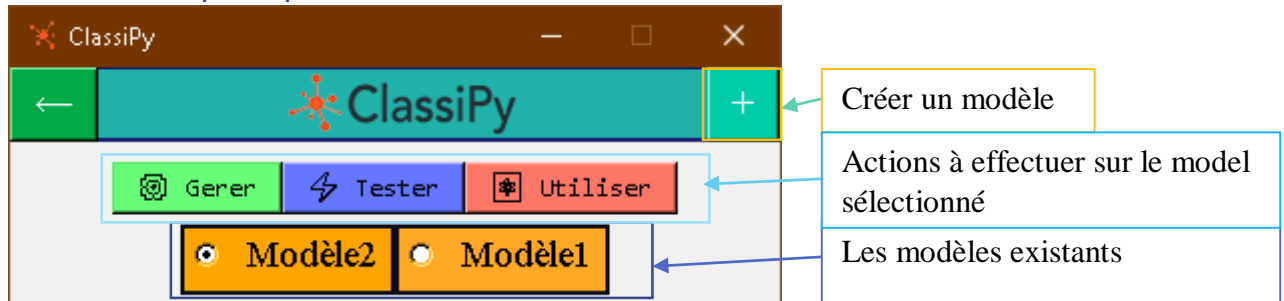 ClassiPy
ClassiPy
Créer un modèle
Actions à effectuer sur le model
sélectionné
Gerer Tester Utiliser
Modèle2 Modèle1
Les modèles existants